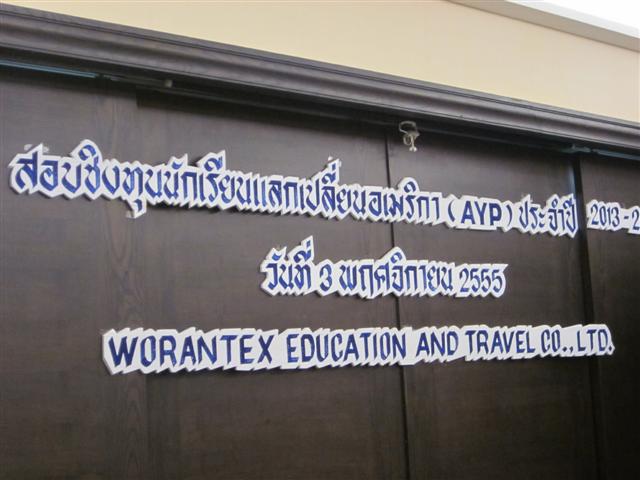 สอบชิงทุนนักเรียนแลกเปลี่ยนอเมริกา (AYP) ประจำปี 2013-2
วันที่ 3 พฤศจิกายน 2555
WORANTEX EDUCATION AND TRAVEL CO.,LTD.